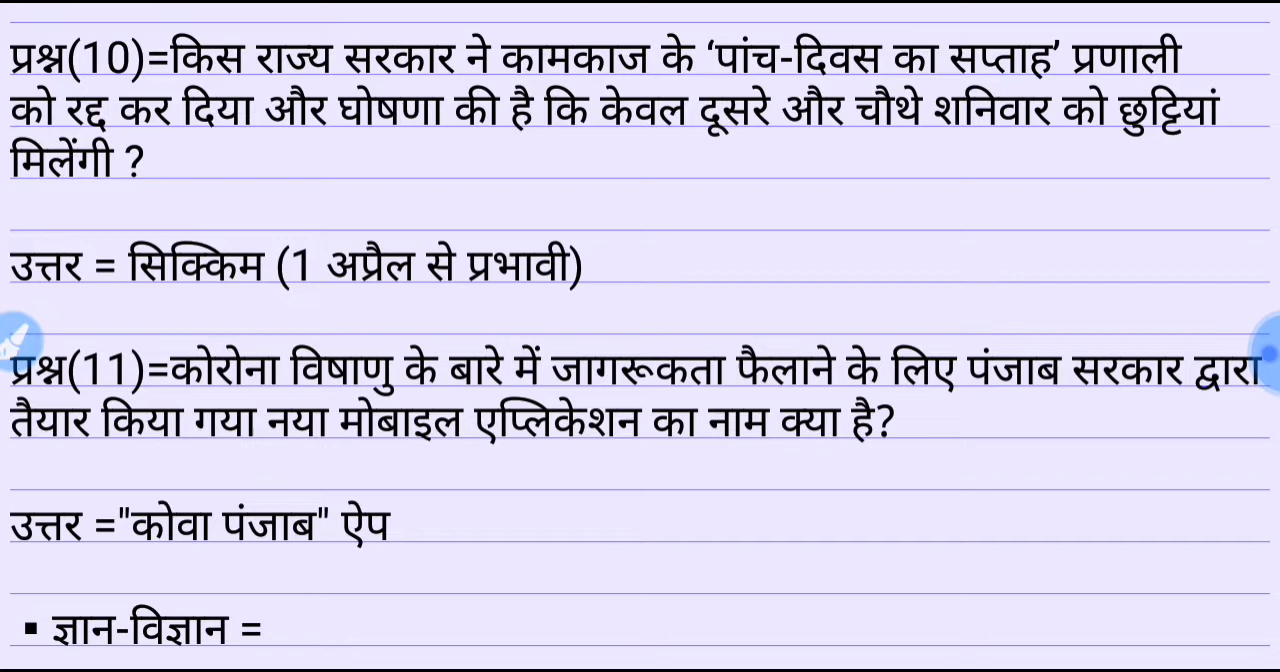 प्रश्न(10)=किस राज्य सरकार ने कामकाज के ‘पांच-दिवस का सप्ताह’ प्रणाली
को रद्द कर दिया और घोषणा की है कि केवल दूसरे और चौथे शनिवार को छुट्टियां
मिलेंगी ?
उत्तर = सिक्किम (1 अप्रैल से प्रभावी)
प्रश्न(11)=कोरोना विषाणु के बारे में जागरूकता फैलाने के लिए पंजाब सरकार द्वारा
तैयार किया गया नया मोबाइल एप्लिकेशन का नाम क्या है?
उत्तर ="कोवा पंजाब" ऐप
▪ ज्ञान-विज्ञान =